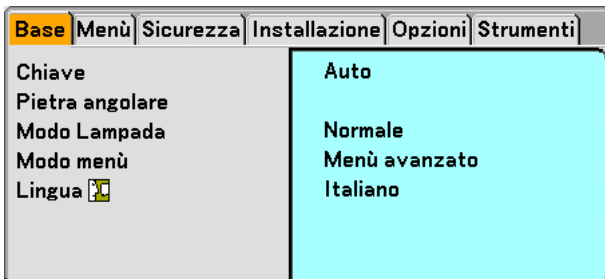 Base Menù Sicurezza Installazione Opzioni Strumenti
Chiave Auto
Pietra angolare
Modo Lampada Normale
Modo menù Menù avanzato
Lingua Italiano